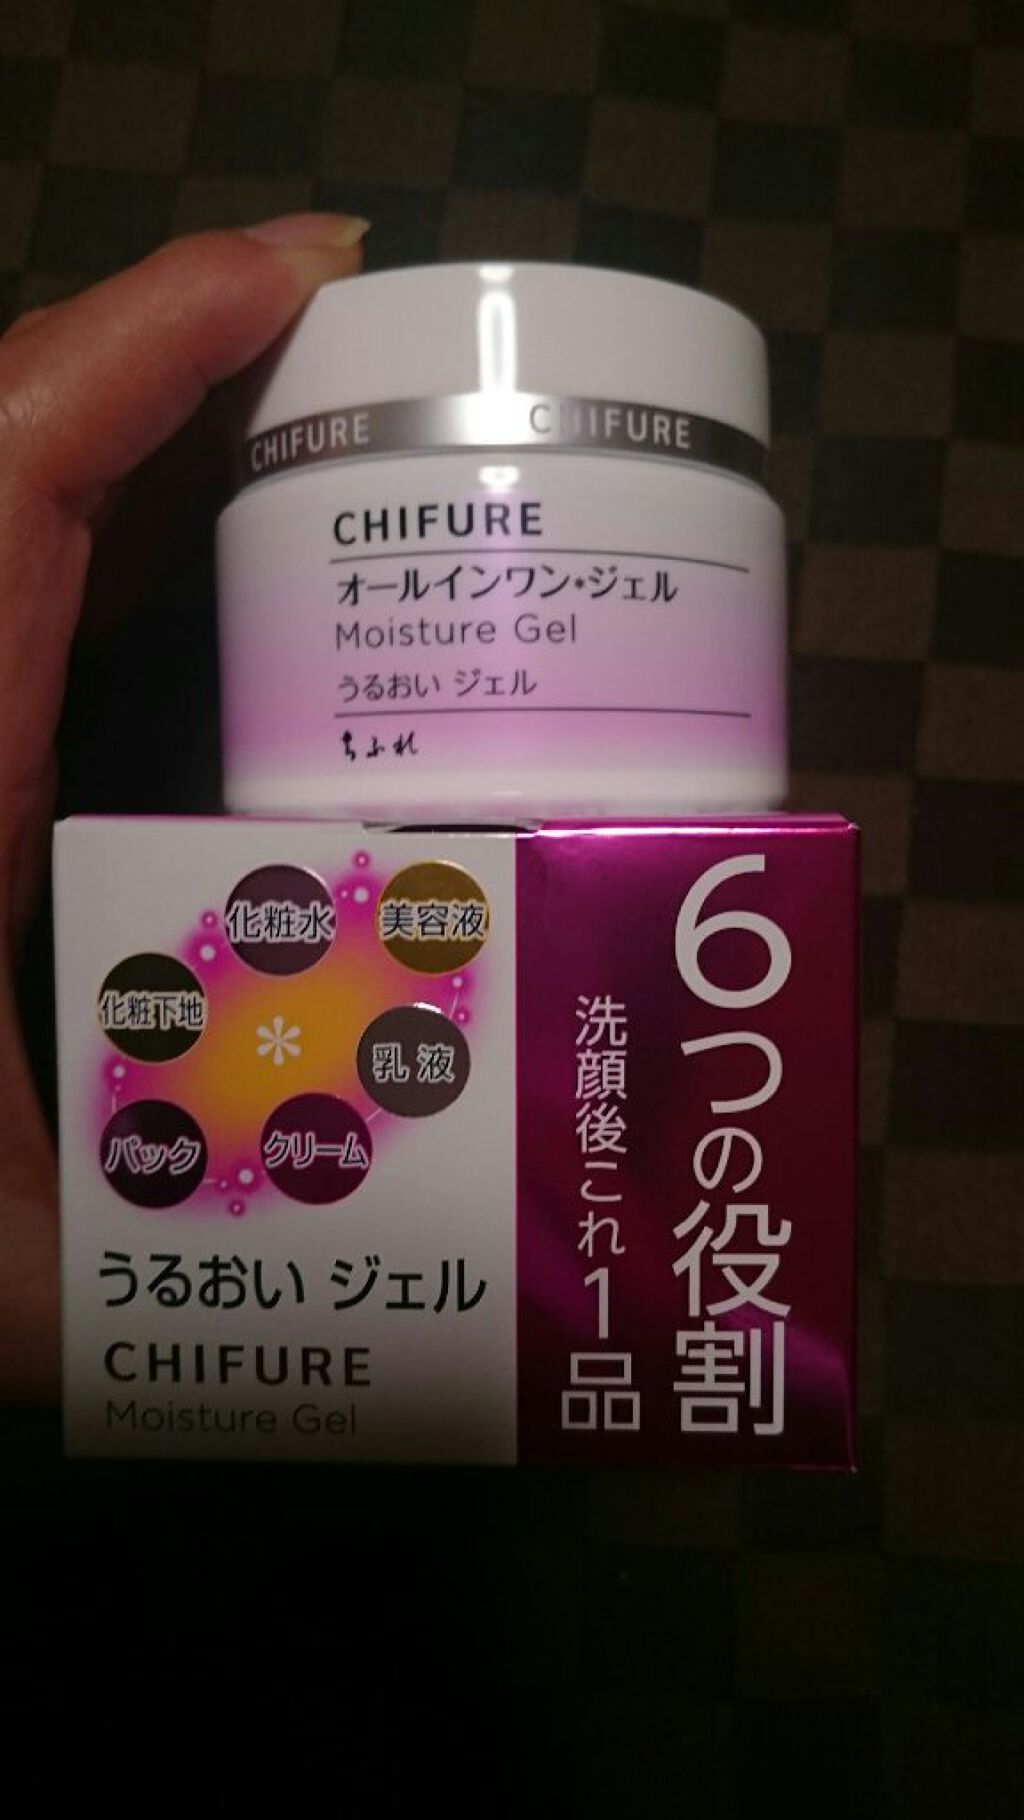 CHIFURE CHIFURE
CHIFURE
オールインワン・ジェル
Moisture Gel
うるおい ジェル
ちふれ
化粧水
美容液
化粧下地
乳液
パック
クリーム
うるおい ジェル
CHIFURE
Moisture Gel
6つの役割
洗顔後これ1品